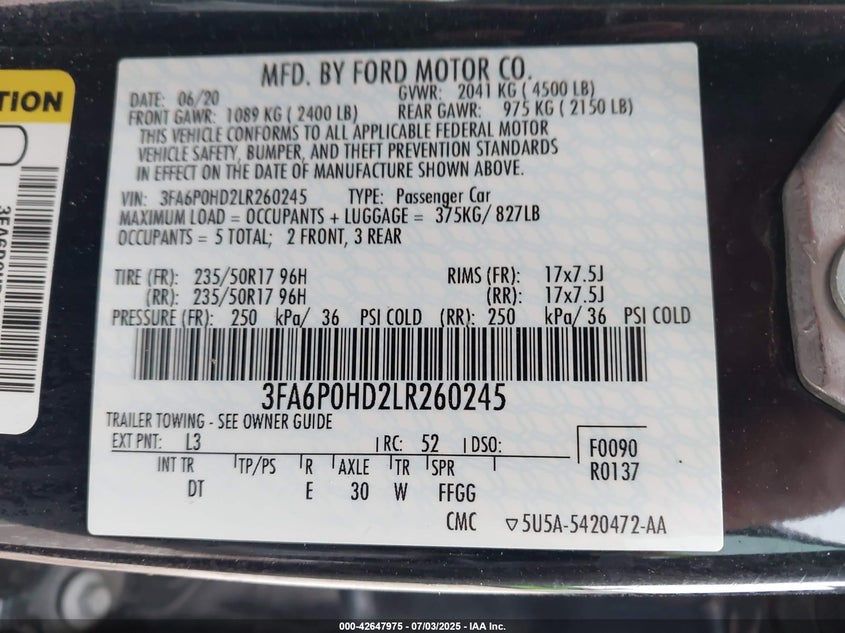 MFD. BY FORD MOTOR CO.
DATE: 06/20 GVWR: 2041 KG ( 4500 LB)
FRONT GAWR: 1089 KG ( 2400 LB) REAR GAWR: 975 KG ( 2150 LB)
THIS VEHICLE CONFORMS TO ALL APPLICABLE FEDERAL MOTOR
VEHICLE SAFETY, BUMPER, AND THEFT PREVENTION STANDARDS
IN EFFECT ON THE DATE OF MANUFACTURE SHOWN ABOVE.
VIN: 3FA6P0HD2LR260245 TYPE: Passenger Car
MAXIMUM LOAD = OCCUPANTS + LUGGAGE = 375KG/ 827LB
OCCUPANTS = 5 TOTAL; 2 FRONT, 3 REAR
TIRE (FR): 235/50R17 96H RIMS (FR): 17x7.5J
(RR): 235/50R17 96H (RR): 17x7.5J
PRESSURE (FR): 250 kPa/ 36 PSI COLD (RR): 250 kPa/ 36 PSI COLD
3FA6P0HD2LR260245
TRAILER TOWING - SEE OWNER GUIDE
EXT PNT: L3 RC: 52 DSO:
F0090
R0137
INT TR TP/PS R AXLE TR SPR
DT E 30 W FFGG
CMC ▽5U5A-5420472-AA
000-42647975 | 07/03/2025 - IAA Inc.